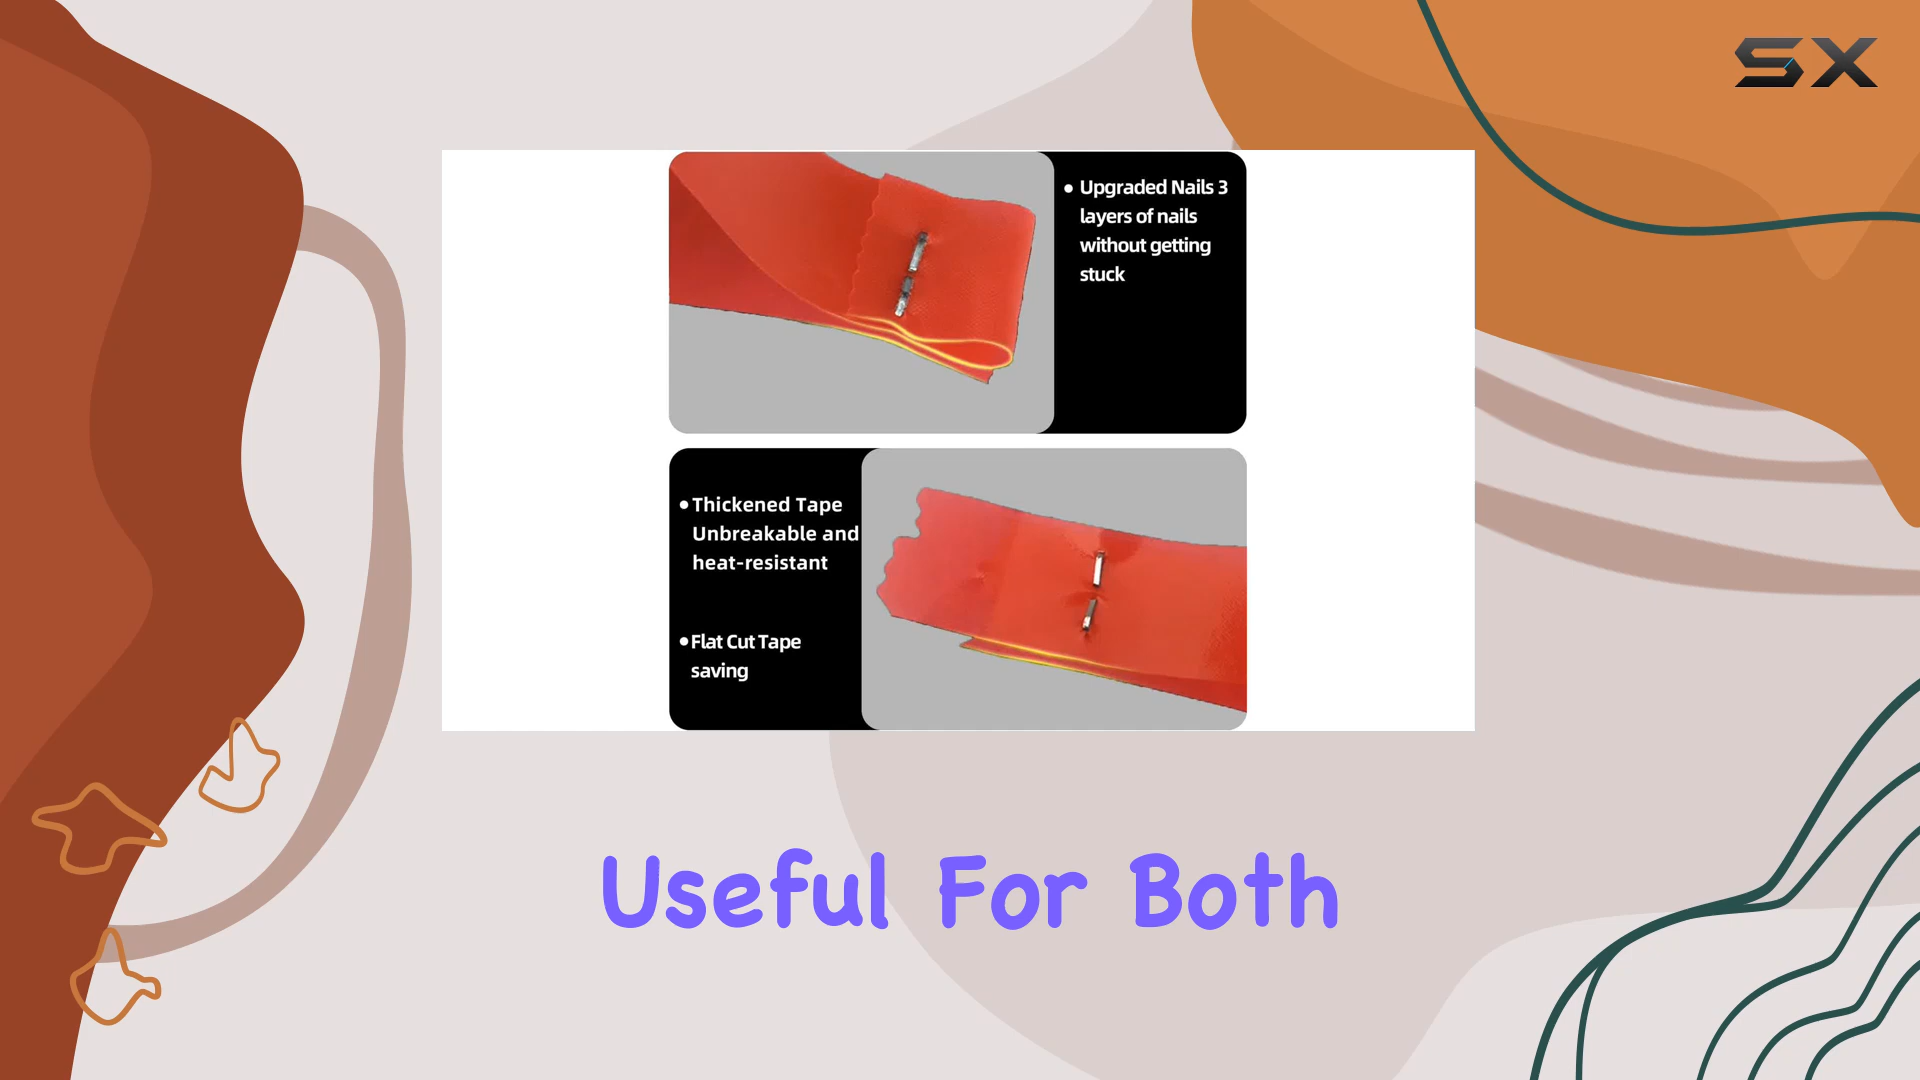 SX
• Upgraded Nails 3
layers of nails
without getting
stuck
• Thickened Tape
Unbreakable and
heat-resistant
• Flat Cut Tape
saving
Useful For Both